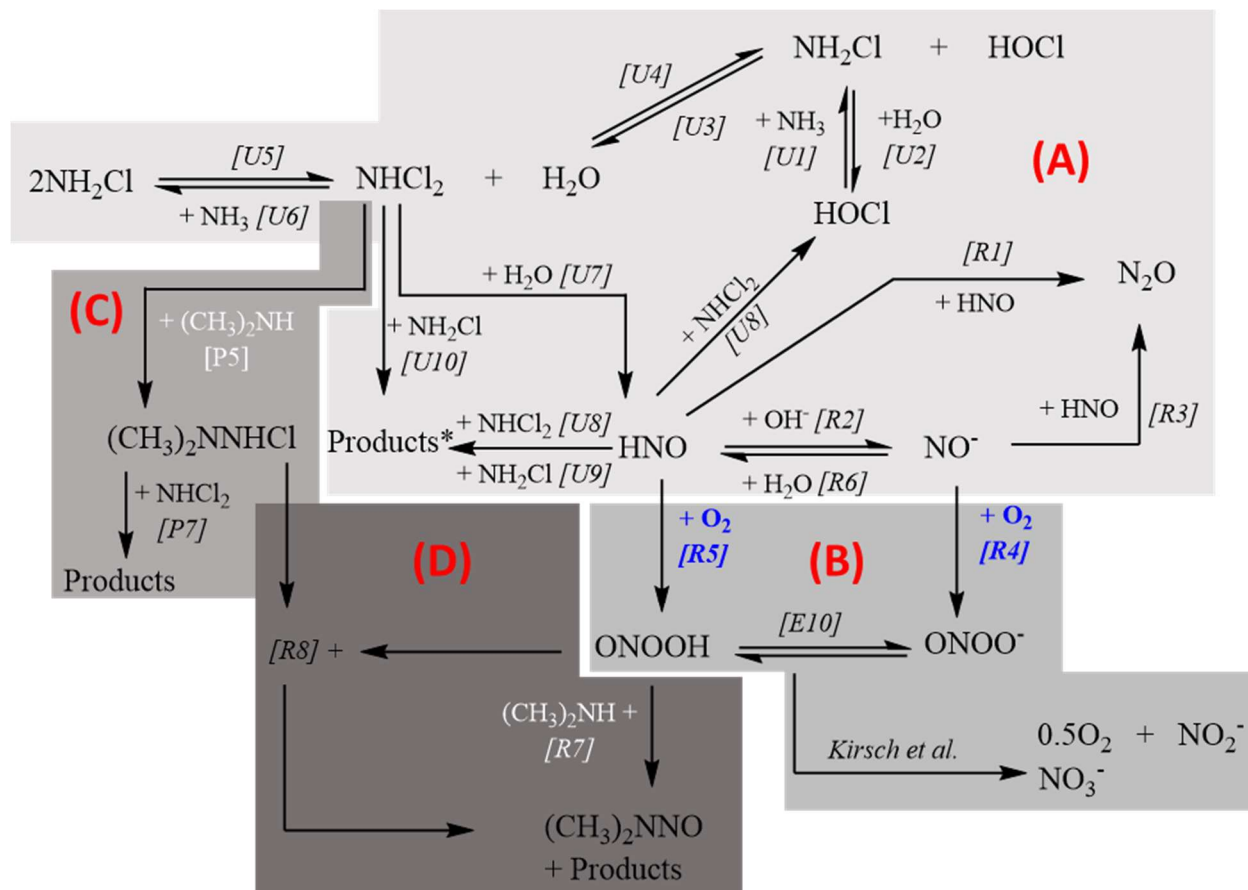 NH₂Cl + HOCl
[U4]
[U3]
+ NH₃
[U1]
+H₂O
[U2]
(A)
2NH₂Cl
[U5]
+ NH₃ [U6]
NHCl₂ + H₂O
HOCl
(C)
+ H₂O [U7]
+ NHCl₂
[U8]
[R1]
+ HNO
N₂O
+ (CH₃)₂NH
[P5]
+ NH₂Cl
[U10]
(CH₃)₂NNHCl
Products*
+ NHCl₂ [U8]
+ NH₂Cl [U9]
HNO
+ OH⁻ [R2]
+ H₂O [R6]
NO⁻
+ HNO
[R3]
+ NHCl₂
[P7]
Products
(D)
+ O₂
[R5]
(B)
+ O₂
[R4]
[R8] +
ONOOH
[E10]
ONOO⁻
(CH₃)₂NH +
[R7]
Kirsch et al.
0.5O₂ + NO₂⁻
NO₃⁻
(CH₃)₂NNO
+ Products